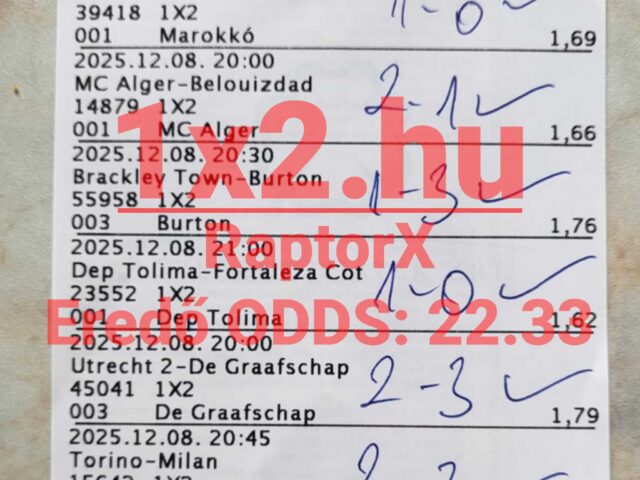 39418 1X2
1-0
001 Marokkó 1,69
2025.12.08. 20:00
MC Alger-Belouizdad
2-1
14879 1X2
001 MC Alger 1,66
1x2.hu
2025.12.08. 20:30
Brackley Town-Burton
1-3
55958 1X2
003 Burton 1,76
RaptorX
2025.12.08. 21:00
Dep Tolima-Fortaleza Cot
1-0
23552 1X2
Eredő ODDS: 22.33
001 Dep Tolima 1,62
2025.12.08. 20:00
Utrecht 2-De Graafschap
2-3
45041 1X2
003 De Graafschap 1,79
2025.12.08. 20:45
Torino-Milan
1X2